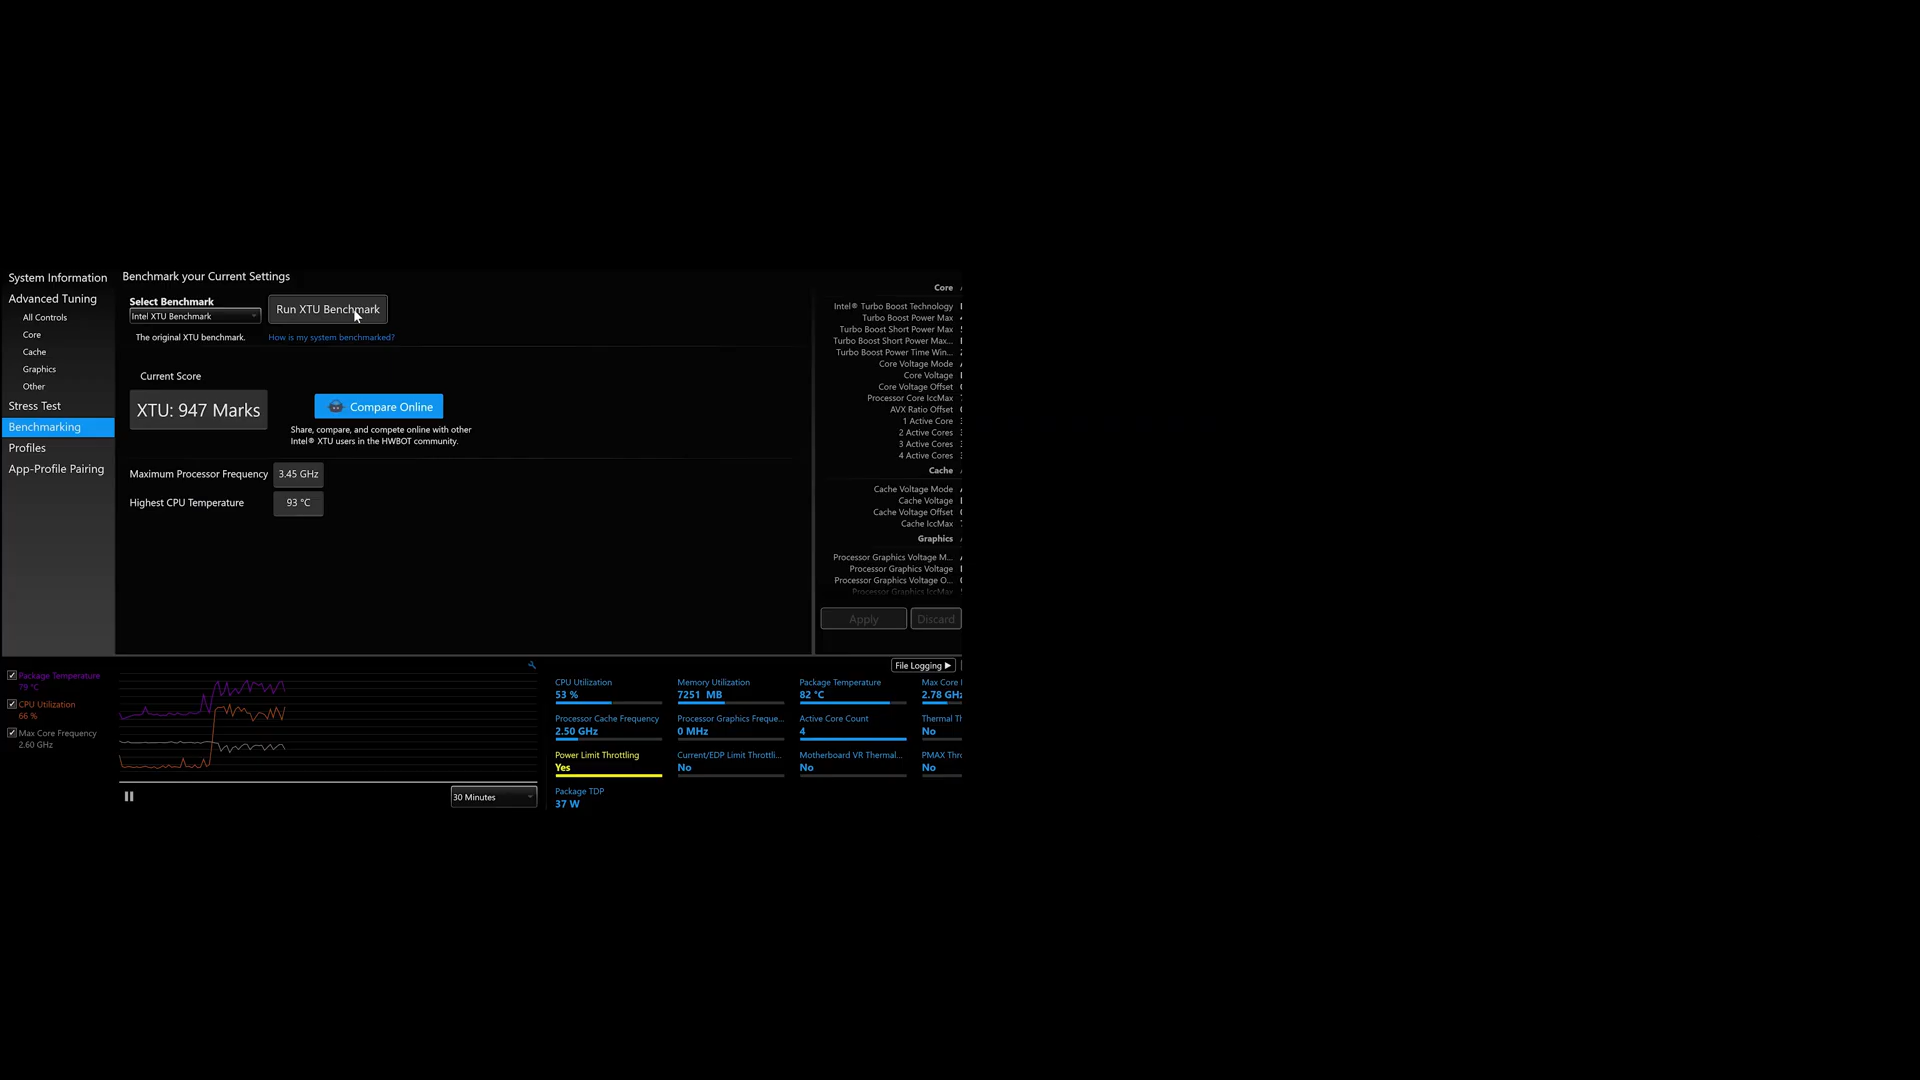 System Information
Advanced Tuning
All Controls
Core
Cache
Graphics
Other
Stress Test
Benchmarking
Profiles
App-Profile Pairing
Benchmark your Current Settings
Select Benchmark
Intel XTU Benchmark
Run XTU Benchmark
The original XTU benchmark.
How is my system benchmarked?
Current Score
XTU: 947 Marks
Compare Online
Share, compare, and compete online with other
Intel® XTU users in the HWBOT community.
Maximum Processor Frequency 3.45 GHz
Highest CPU Temperature 93 °C
Core
Intel® Turbo Boost Technology
Turbo Boost Power Max
Turbo Boost Short Power Max
Turbo Boost Short Power Max...
Turbo Boost Power Time Win...
Core Voltage Mode
Core Voltage
Core Voltage Offset
Processor Core IccMax
AVX Ratio Offset
1 Active Core
2 Active Cores
3 Active Cores
4 Active Cores
Cache
Cache Voltage Mode
Cache Voltage
Cache Voltage Offset
Cache IccMax
Graphics
Processor Graphics Voltage M...
Processor Graphics Voltage
Processor Graphics Voltage O...
Processor Graphics IccMax
Apply
Discard
File Logging
Package Temperature
79 °C
CPU Utilization
66 %
Max Core Frequency
2.60 GHz
30 Minutes
CPU Utilization
53 %
Memory Utilization
7251 MB
Package Temperature
82 °C
Max Core
2.78 GHz
Processor Cache Frequency
2.50 GHz
Processor Graphics Freque...
0 MHz
Active Core Count
4
Thermal Th
No
Power Limit Throttling
Yes
Current/EDP Limit Throttli...
No
Motherboard VR Thermal...
No
PMAX Thr
No
Package TDP
37 W